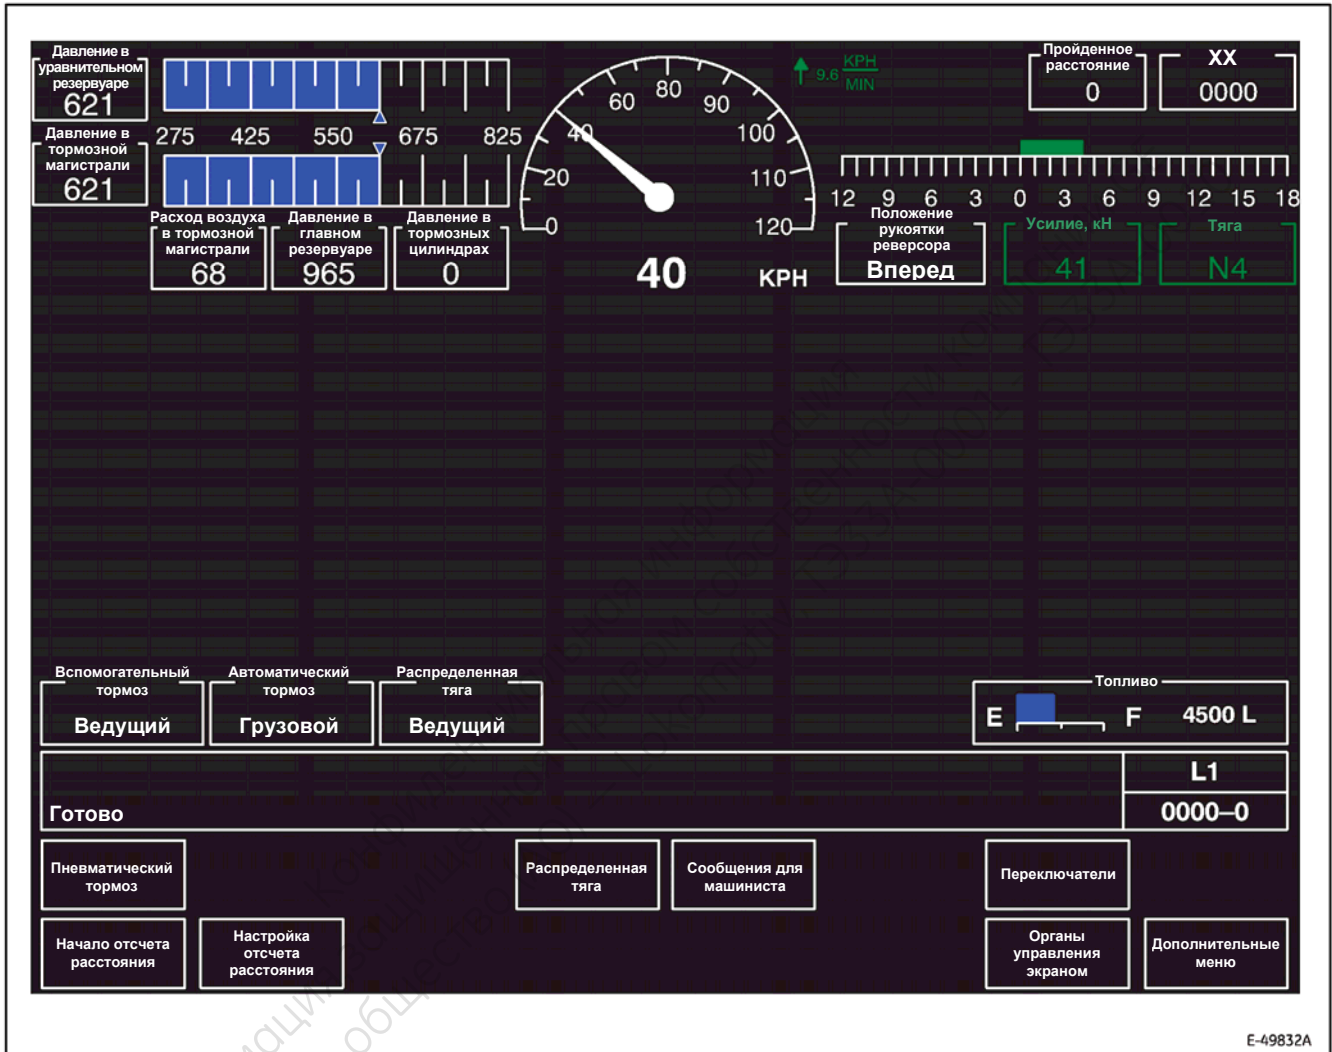 Давление в
уравнительном
резервуаре
621
Давление в
тормозной
магистрали
621
275 425 550 675 825
Расход воздуха
в тормозной
магистрали
68
Давление в
главном
резервуаре
965
Давление в
тормозных
цилиндрах
0
0 20 40 60 80 90 100 110 120
40 KPH
9.6 KPH
MIN
Пройденное
расстояние
0
XX
0000
12 9 6 3 0 3 6 9 12 15 18
Положение
рукоятки
реверсора
Вперед
Усилие, кН
41
Тяга
N4
Вспомогательный
тормоз
Ведущий
Автоматический
тормоз
Грузовой
Распределенная
тяга
Ведущий
Топливо
E F 4500 L
Готово
L1
0000–0
Пневматический
тормоз
Распределенная
тяга
Сообщения для
машиниста
Переключатели
Начало отсчета
расстояния
Настройка
отсчета
расстояния
Органы
управления
экраном
Дополнительные
меню
E-49832A